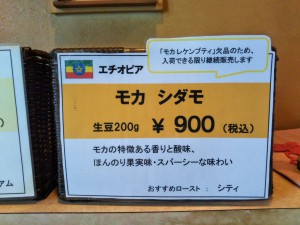 「モカレケンプティ」欠品のため、
入荷できる限り継続販売します
エチオピア
モカ シダモ
生豆200g ¥ 900 (税込)
モカの特徴ある香りと酸味、
ほんのり果実味・スパーシーな味わい
おすすめロースト : シティ
アム